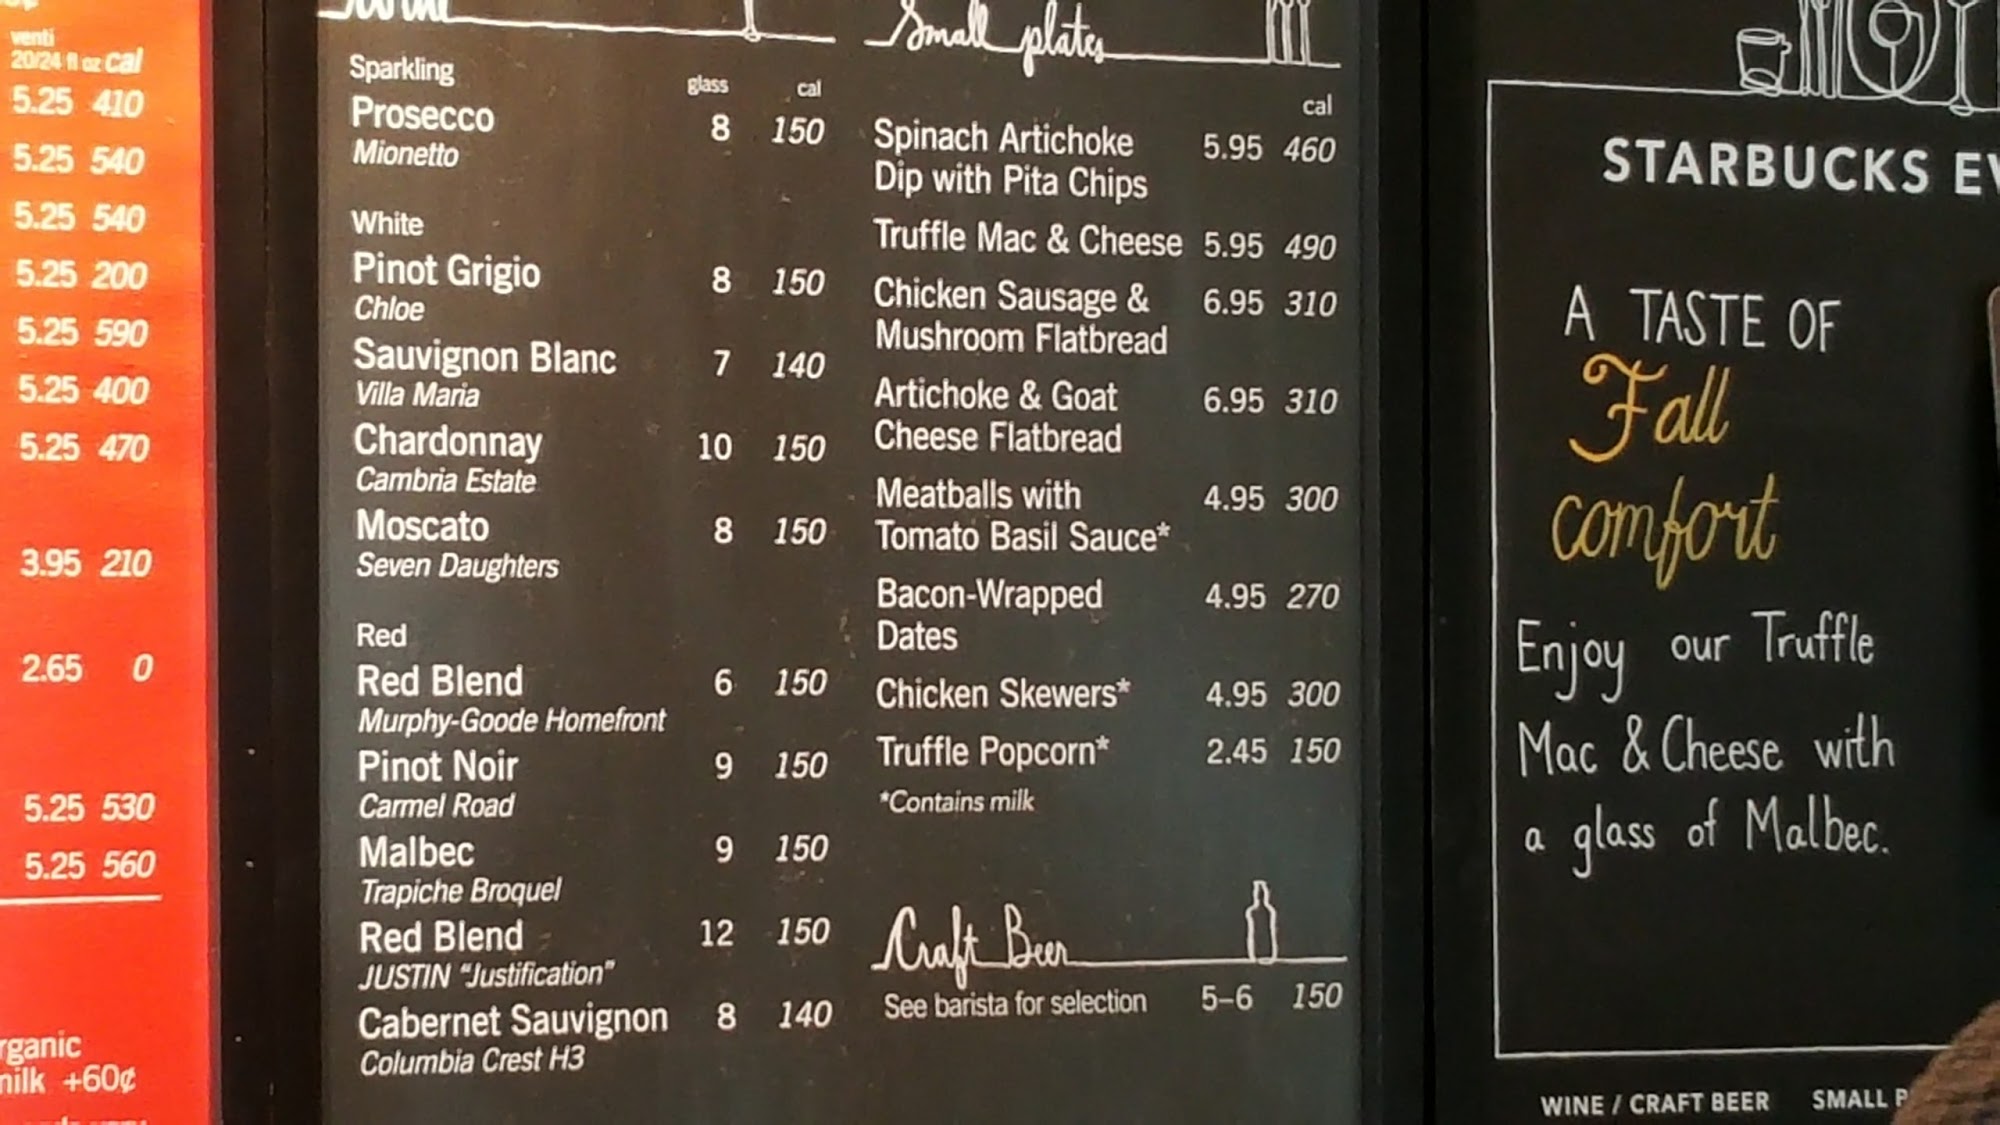 venti
20/24 fl oz cal
5.25 410
5.25 540
5.25 540
5.25 200
5.25 590
5.25 400
5.25 470
3.95 210
2.65 0
5.25 530
5.25 560
+60¢
Sparkling glass cal
Prosecco 8 150
Mionetto
White
Pinot Grigio 8 150
Chloe
Sauvignon Blanc 7 140
Villa Maria
Chardonnay 10 150
Cambria Estate
Moscato 8 150
Seven Daughters
Red
Red Blend 6 150
Murphy-Goode Homefront
Pinot Noir 9 150
Carmel Road
Malbec 9 150
Trapiche Broquel
Red Blend 12 150
JUSTIN "Justification"
Cabernet Sauvignon 8 140
Columbia Crest H3
Small plates
cal
Spinach Artichoke 5.95 460
Dip with Pita Chips
Truffle Mac & Cheese 5.95 490
Chicken Sausage & 6.95 310
Mushroom Flatbread
Artichoke & Goat 6.95 310
Cheese Flatbread
Meatballs with 4.95 300
Tomato Basil Sauce*
Bacon-Wrapped 4.95 270
Dates
Chicken Skewers* 4.95 300
Truffle Popcorn* 2.45 150
*Contains milk
Craft Beer
See barista for selection 5–6 150
STARBUCKS EV
A TASTE OF
Fall
comfort
Enjoy our Truffle
Mac & Cheese with
a glass of Malbec.
WINE / CRAFT BEER SMALL P